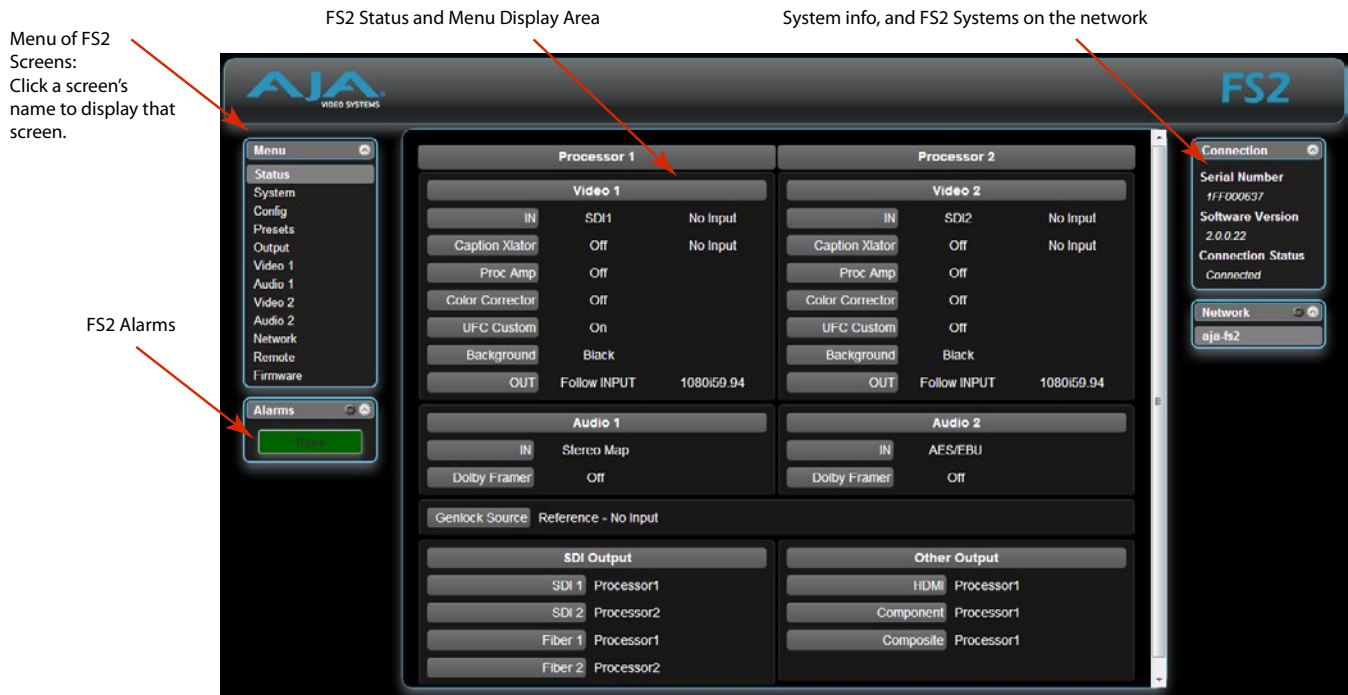 FS2 Status and Menu Display Area
System info, and FS2 Systems on the network
Menu of FS2
Screens:
Click a screen's
name to display that
screen.
FS2 Alarms
AJA
VIDEO SYSTEMS
FS2
Menu
Status
System
Config
Presets
Output
Video 1
Audio 1
Video 2
Audio 2
Network
Remote
Firmware
Alarms
None
Processor 1
Video 1
IN SDI1 No Input
Caption Xlator Off No Input
Proc Amp Off
Color Corrector Off
UFC Custom On
Background Black
OUT Follow INPUT 1080i59.94
Audio 1
IN Stereo Map
Dolby Framer Off
Processor 2
Video 2
IN SDI2 No Input
Caption Xlator Off No Input
Proc Amp Off
Color Corrector Off
UFC Custom Off
Background Black
OUT Follow INPUT 1080i59.94
Audio 2
IN AES/EBU
Dolby Framer Off
Genlock Source Reference - No Input
SDI Output
SDI 1 Processor1
SDI 2 Processor2
Fiber 1 Processor1
Fiber 2 Processor2
Other Output
HDMI Processor1
Component Processor1
Composite Processor1
Connection
Serial Number
1FF000637
Software Version
2.0.0.22
Connection Status
Connected
Network
aja-fs2